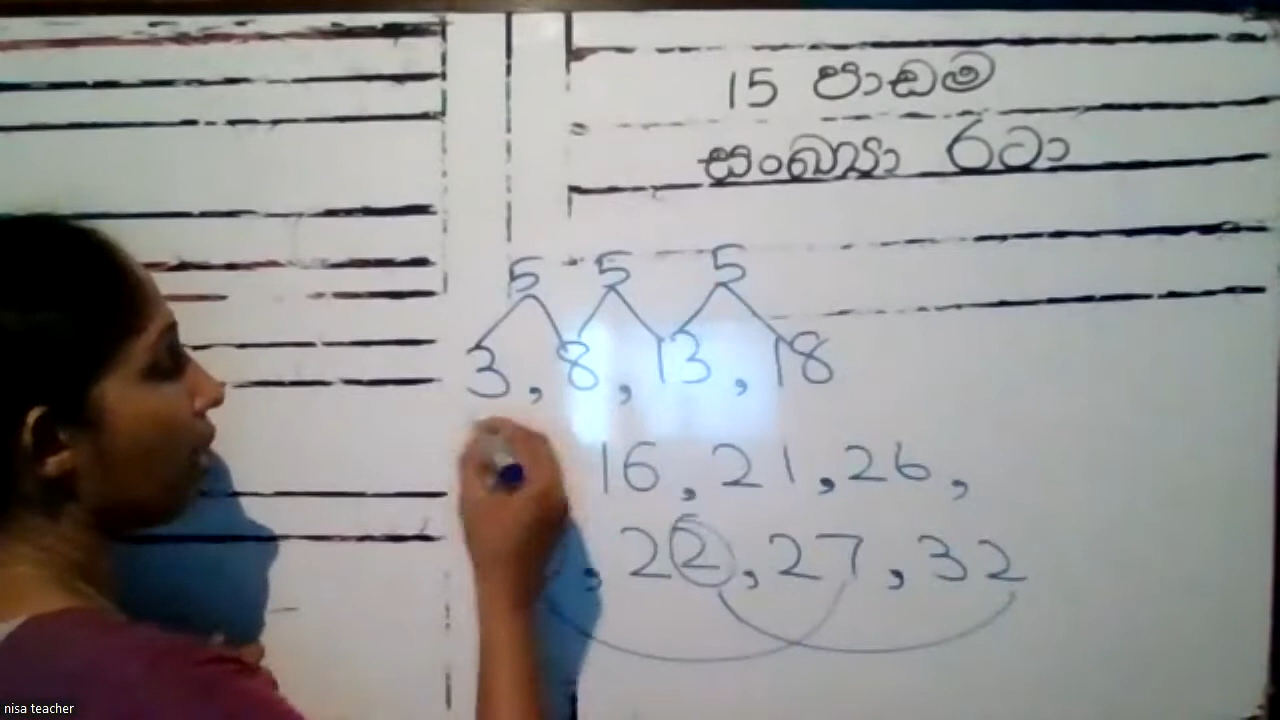 15 පාඩම
සංඛ්‍යා රටා
5 5 5
3, 8, 13, 18
16, 21, 26,
, 22, 27, 32
nisa teacher